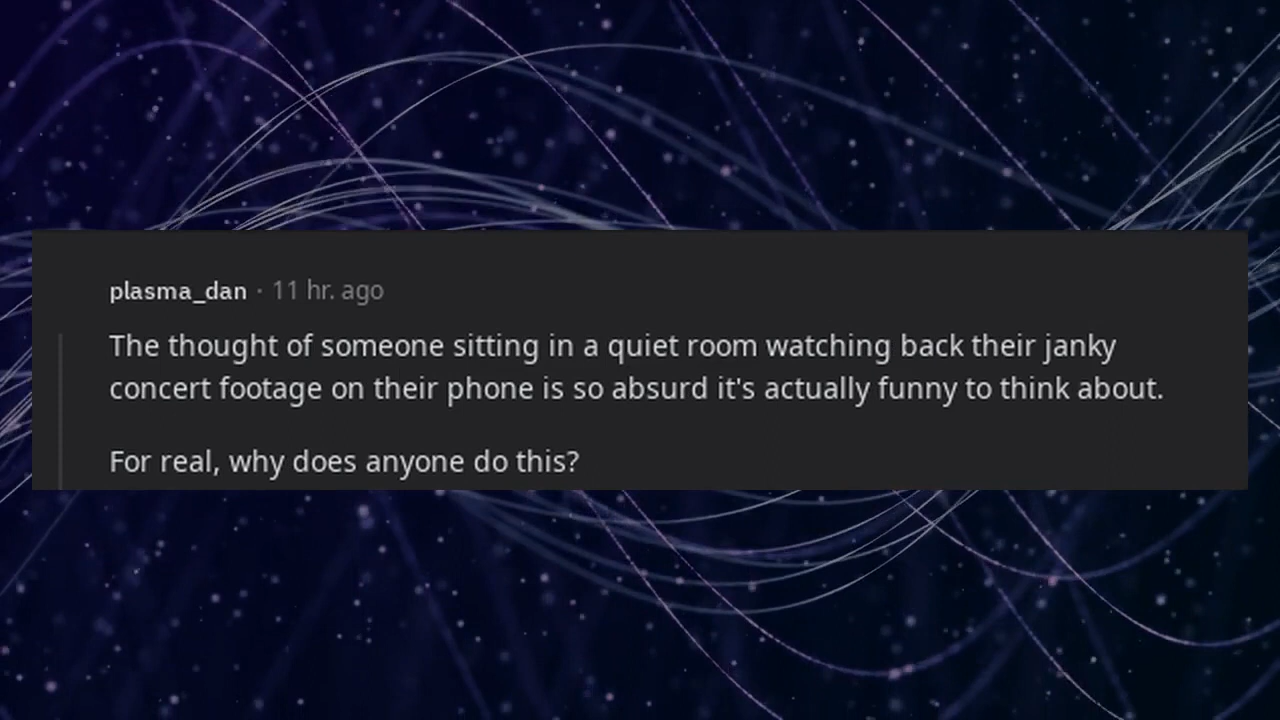 plasma_dan · 11 hr. ago
The thought of someone sitting in a quiet room watching back their janky
concert footage on their phone is so absurd it's actually funny to think about.
For real, why does anyone do this?